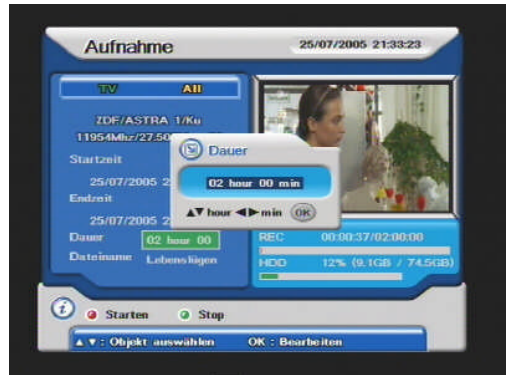 Aufnahme
25/07/2005 21:33:23
TV All
ZDF/ASTRA 1/Ku
11954Mhz/27.50
Startzeit
25/07/2005 2
Endzeit
25/07/2005 2
Dauer 02 hour 00
Dateiname Lebenslügen
Dauer
02 hour 00 min
▲▼ hour ◀▶ min OK
REC 00:00:37/02:00:00
HDD 12% (9.1GB / 74.5GB)
Starten Stop
▲ ▼ : Objekt auswählen OK : Bearbeiten